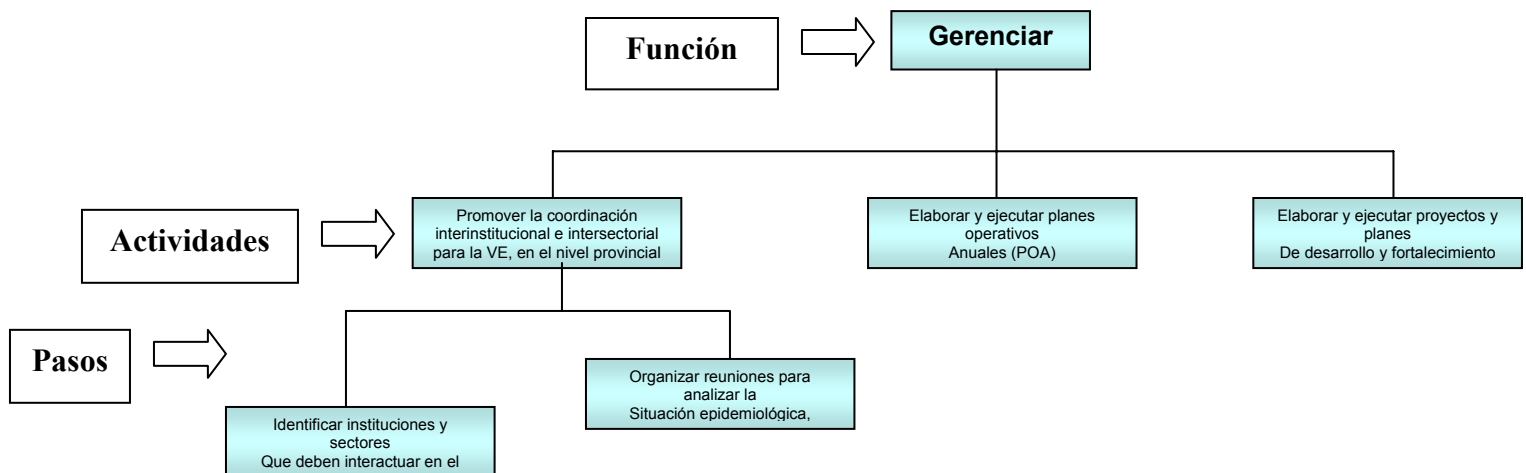 Función
Gerenciar
Actividades
Promover la coordinación
interinstitucional e intersectorial
para la VE, en el nivel provincial
Elaborar y ejecutar planes
operativos
Anuales (POA)
Elaborar y ejecutar proyectos y
planes
De desarrollo y fortalecimiento
Pasos
Identificar instituciones y
sectores
Que deben interactuar en el
Organizar reuniones para
analizar la
Situación epidemiológica,